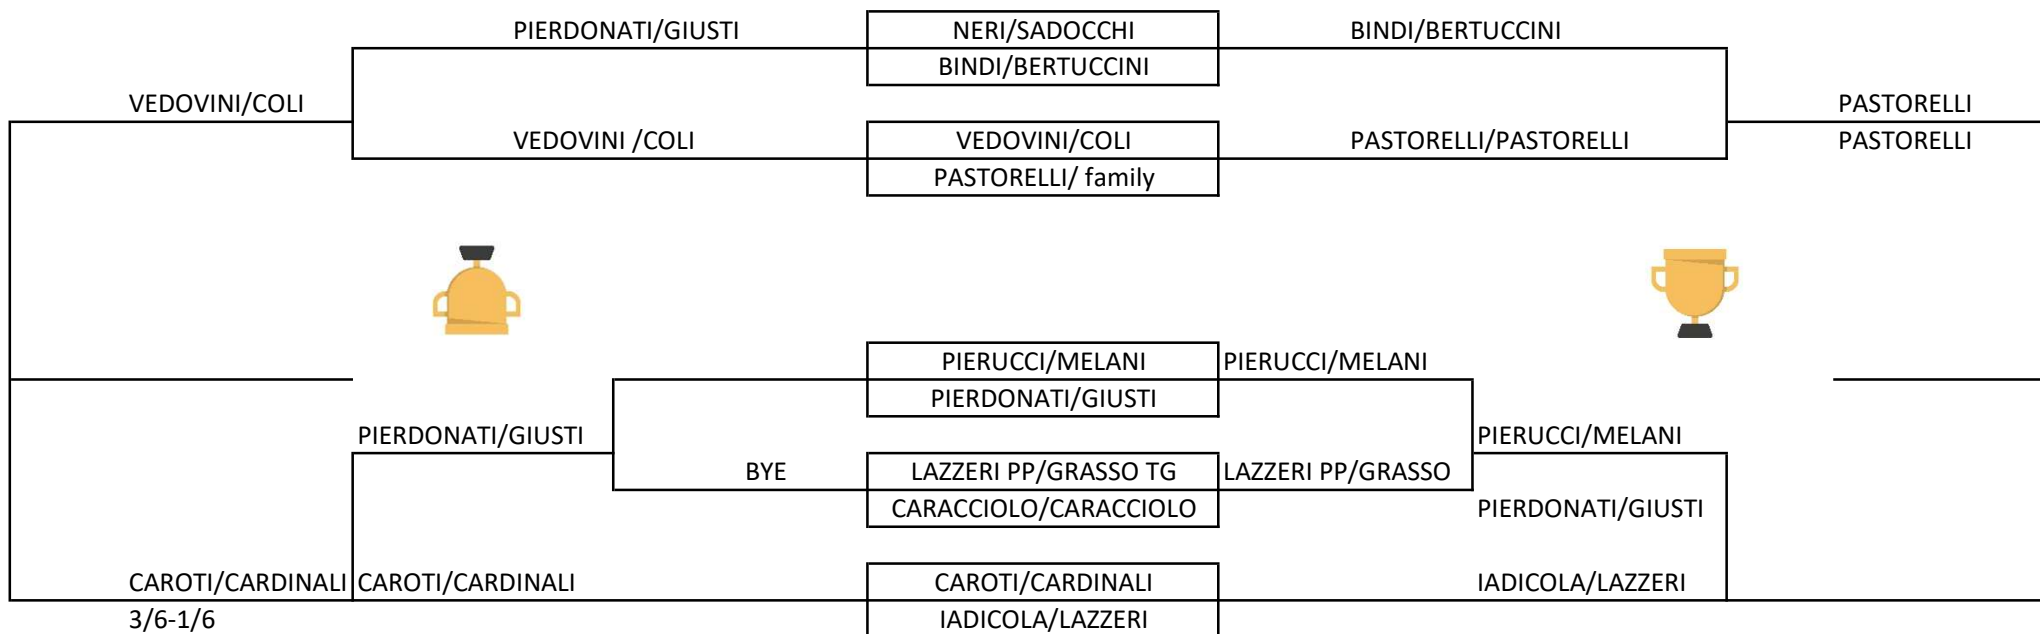 PIERDONATI/GIUSTI NERI/SADOCCHI BINDI/BERTUCCINI
BINDI/BERTUCCINI
VEDOVINI/COLI PASTORELLI
VEDOVINI /COLI VEDOVINI/COLI PASTORELLI/PASTORELLI PASTORELLI
PASTORELLI/ family
PIERUCCI/MELANI PIERUCCI/MELANI
PIERDONATI/GIUSTI
PIERDONATI/GIUSTI PIERUCCI/MELANI
BYE LAZZERI PP/GRASSO TG LAZZERI PP/GRASSO
CARACCIOLO/CARACCIOLO PIERDONATI/GIUSTI
CAROTI/CARDINALI CAROTI/CARDINALI CAROTI/CARDINALI IADICOLA/LAZZERI
3/6-1/6 IADICOLA/LAZZERI